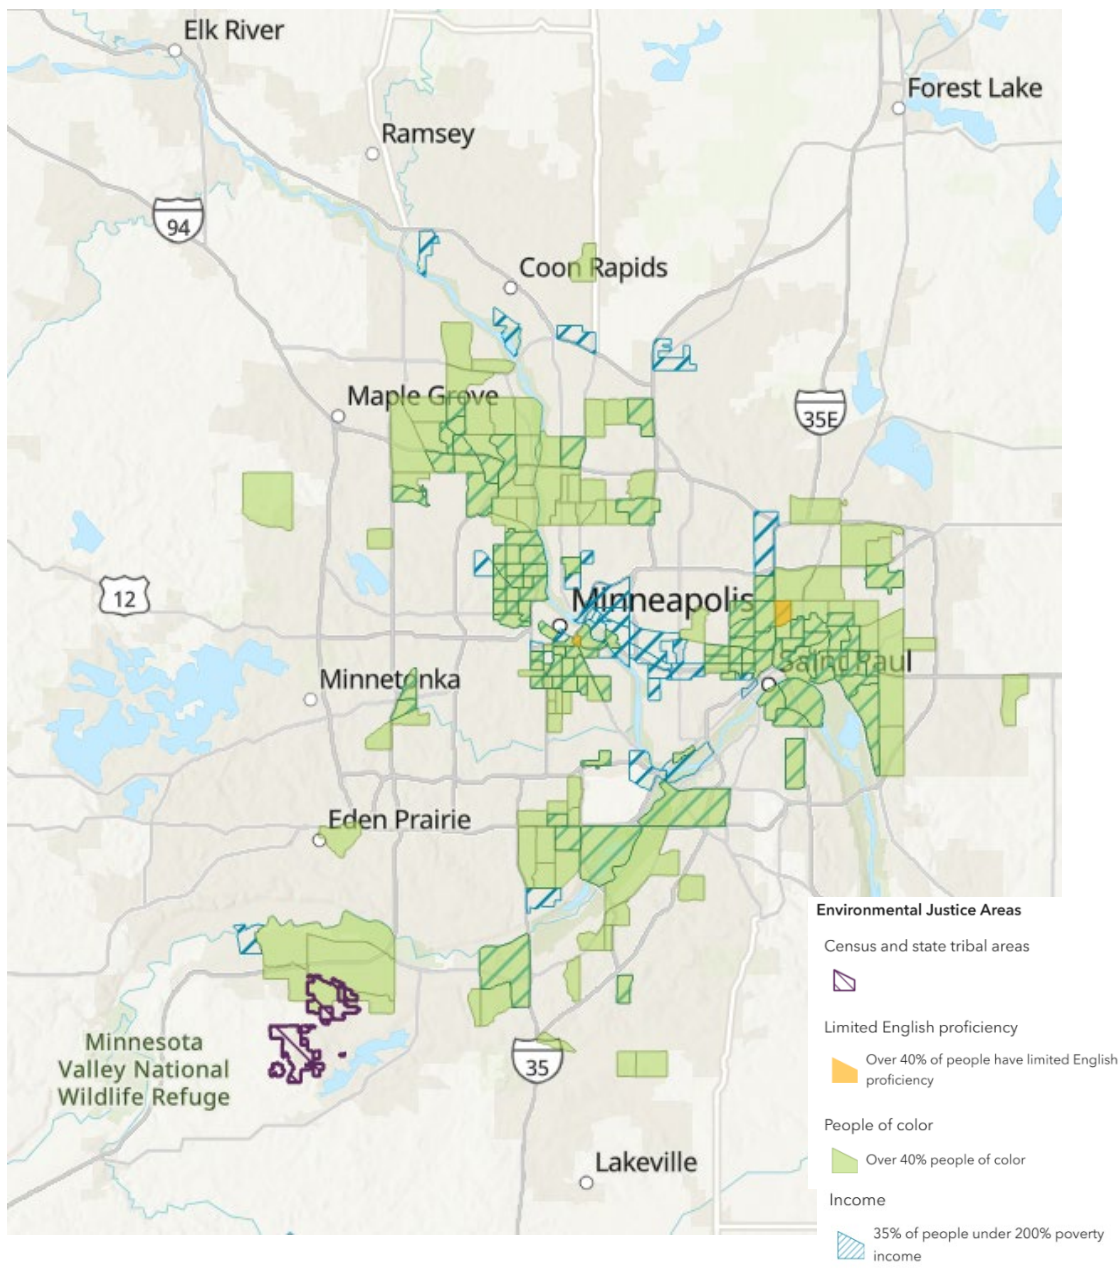 Elk River
Forest Lake
Ramsey
94
Coon Rapids
Maple Grove
35E
12
Minneapolis
Saint Paul
Minnetonka
Eden Prairie
Minnesota
Valley National
Wildlife Refuge
35
Lakeville
Environmental Justice Areas
Census and state tribal areas
Limited English proficiency
Over 40% of people have limited English
proficiency
People of color
Over 40% people of color
Income
35% of people under 200% poverty
income